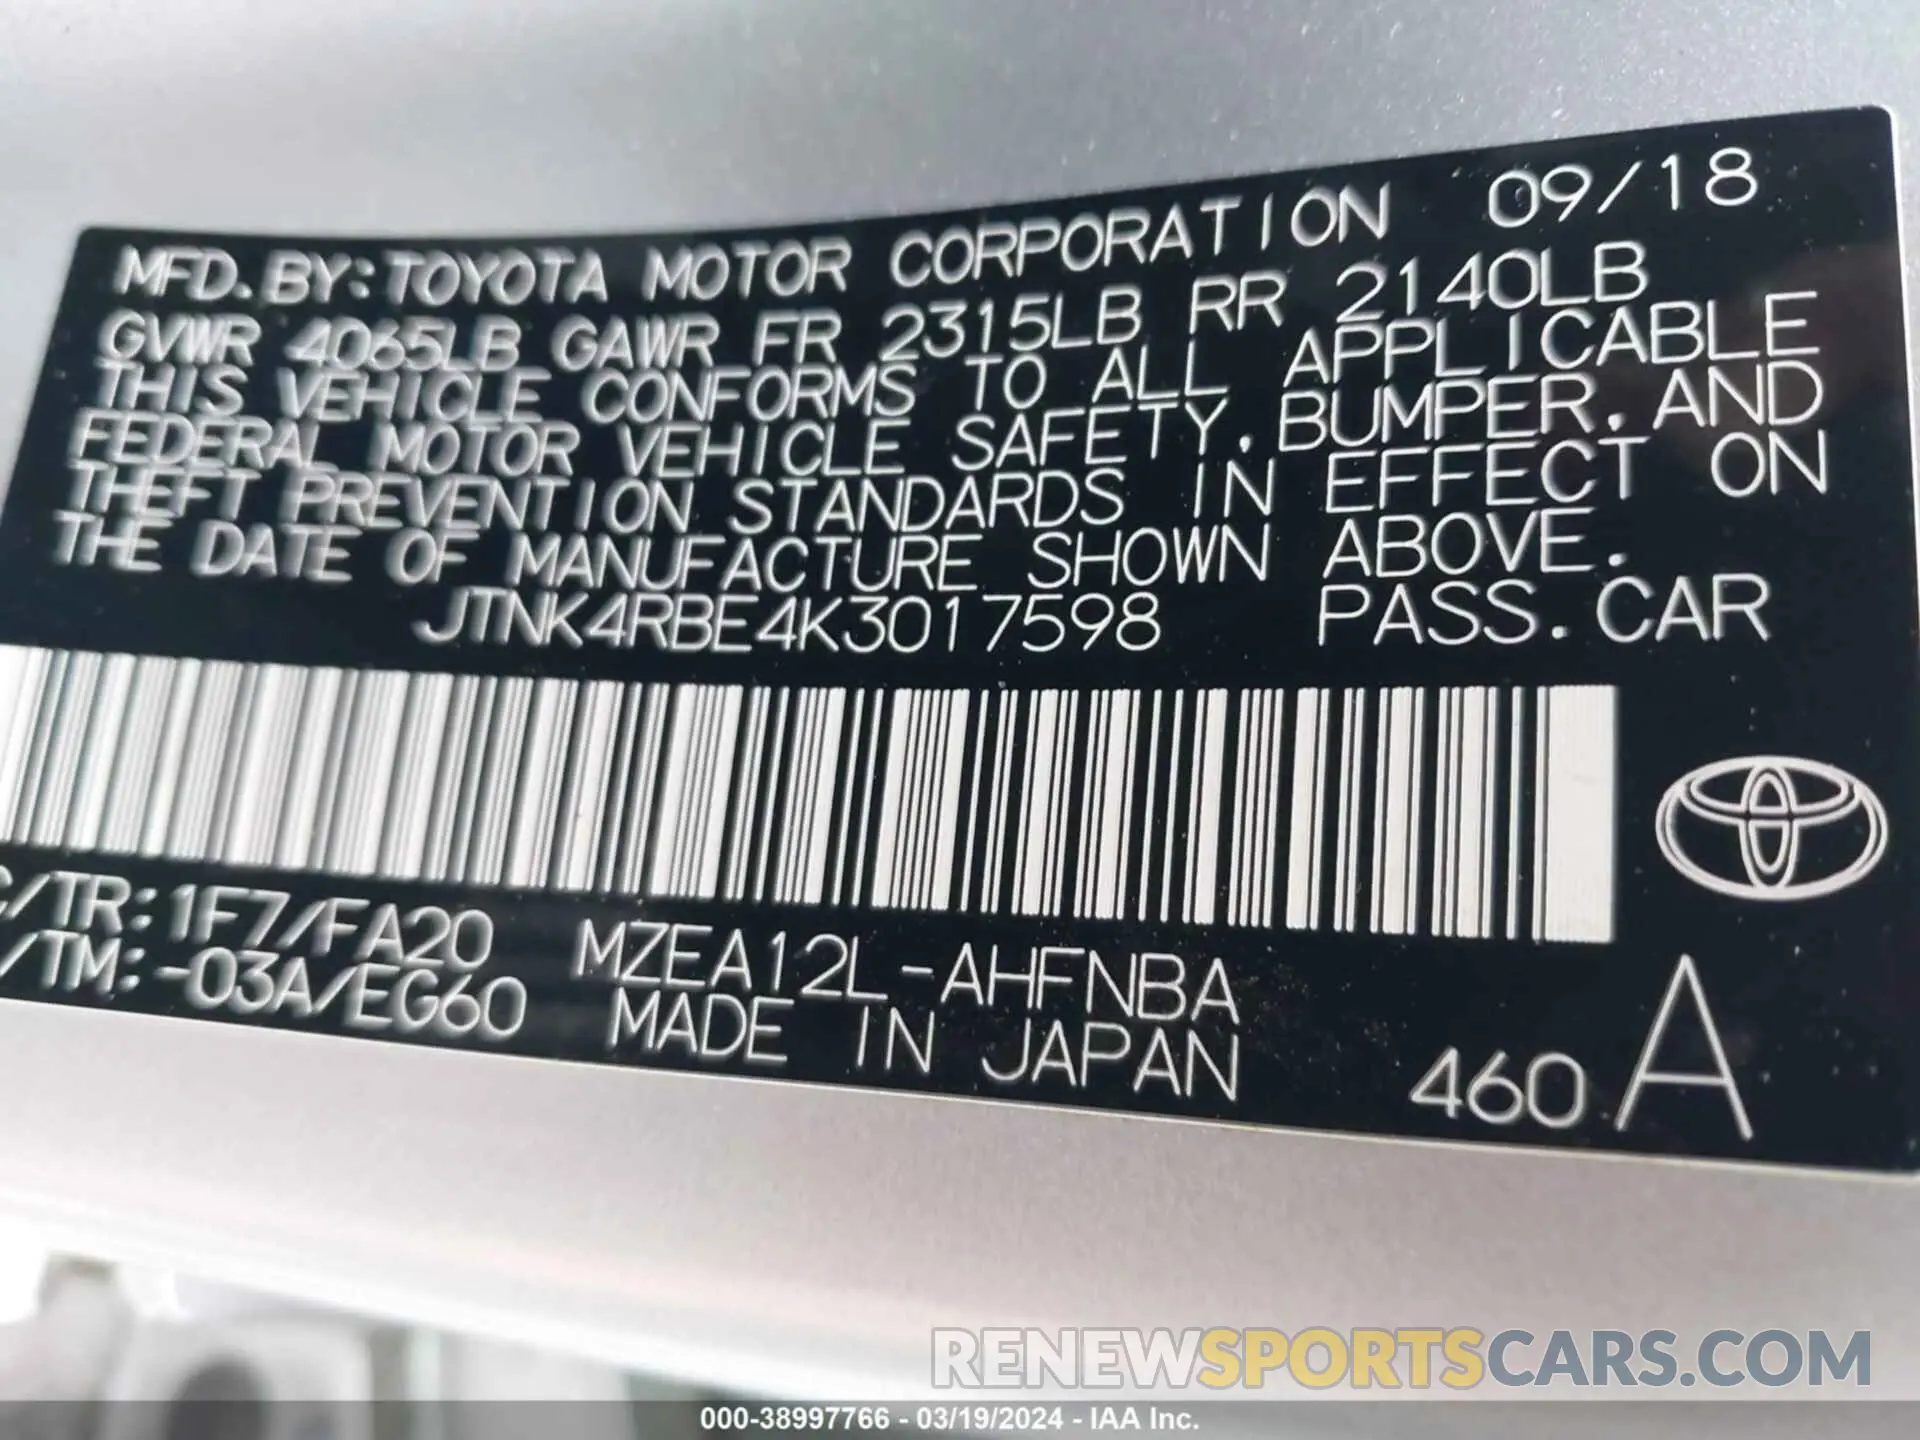 MFD. BY: TOYOTA MOTOR CORPORATION 09/18
GVWR 4065LB GAWR FR 2315LB RR 2140LB
THIS VEHICLE CONFORMS TO ALL APPLICABLE
FEDERAL MOTOR VEHICLE SAFETY, BUMPER, AND
THEFT PREVENTION STANDARDS IN EFFECT ON
THE DATE OF MANUFACTURE SHOWN ABOVE.
JTNK4RBE4K3017598 PASS. CAR
C/TR: 1F7/FA20 MZEA12L-AHFNBA
/TM: -03A/EG60 MADE IN JAPAN 460 A
RENEWSPORTSCARS.COM
000-38997766 - 03/19/2024 - IAA Inc.